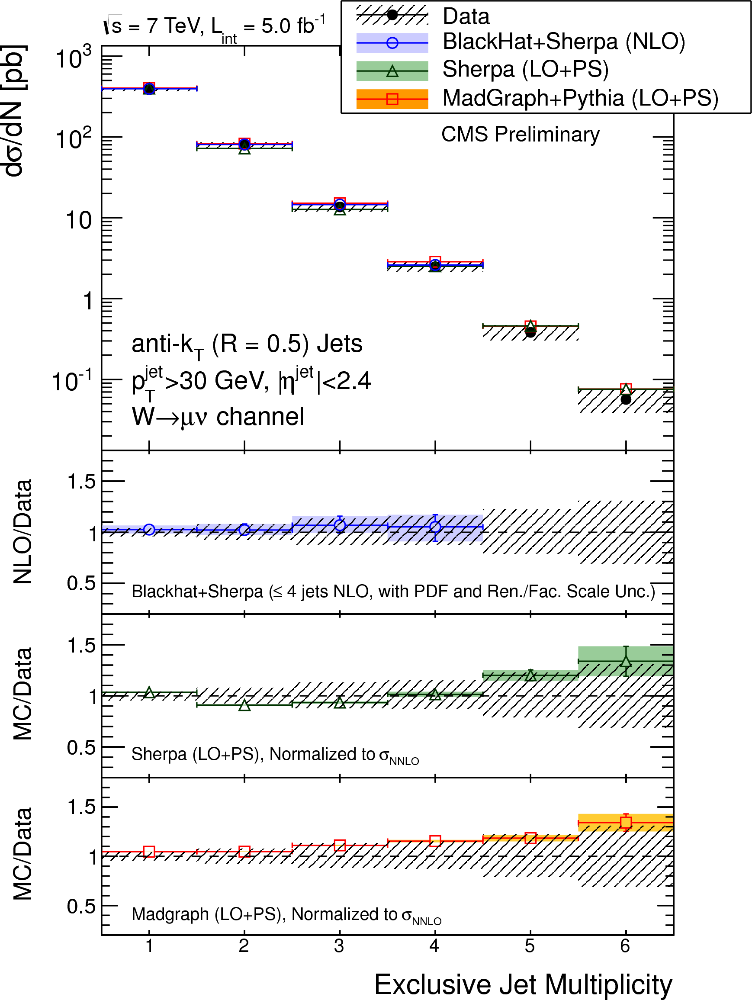 √s = 7 TeV, L_int = 5.0 fb⁻¹
Data
BlackHat+Sherpa (NLO)
Sherpa (LO+PS)
MadGraph+Pythia (LO+PS)
CMS Preliminary
dσ/dN [pb]
10³
10²
10
1
10⁻¹
anti-k_T (R = 0.5) Jets
p_T^jet>30 GeV, |η^jet|<2.4
W→μν channel
NLO/Data
1.5
1
0.5
Blackhat+Sherpa (≤ 4 jets NLO, with PDF and Ren./Fac. Scale Unc.)
MC/Data
1.5
1
0.5
Sherpa (LO+PS), Normalized to σ_NNLO
MC/Data
1.5
1
0.5
Madgraph (LO+PS), Normalized to σ_NNLO
1 2 3 4 5 6
Exclusive Jet Multiplicity